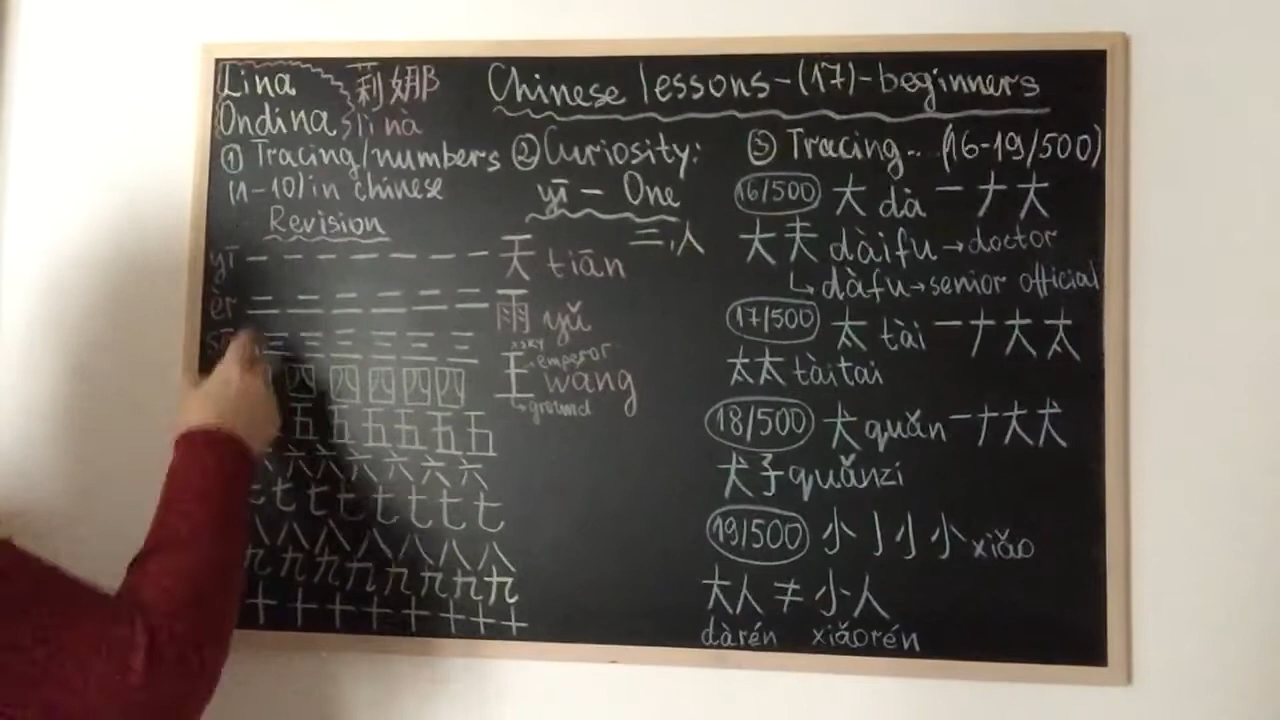 Lina 莉娜 Chinese lessons-(17)-beginners
Ondina lì nà
① Tracing/numbers
(1-10) in chinese
Revision
yī 一 一 一 一 一 一 一
èr 二 二 二 二 二 二
三 三 三 三 三 三
四 四 四 四 四
五 五 五 五 五 五
六 六 六 六 六 六
七 七 七 七 七 七 七
八 八 八 八 八 八 八 八
九 九 九 九 九 九 九 九
十 十 十 十 十 十 十 十
② Curiosity:
yī - One
二,人
天 tiān
雨 yǔ
sky
王 →emperor
wang
↳ground
③ Tracing.. (16-19/500)
16/500 大 dà 一 ナ 大
大夫 dàifu→doctor
↳dàfu→senior official
17/500 太 tài 一 ナ 大 太
太太 tàitai
18/500 犬 quǎn 一 ナ 大 犬
犬子 quǎnzi
19/500 小 亅 小 xiǎo
大人 ≠ 小人
dàrén xiǎorén